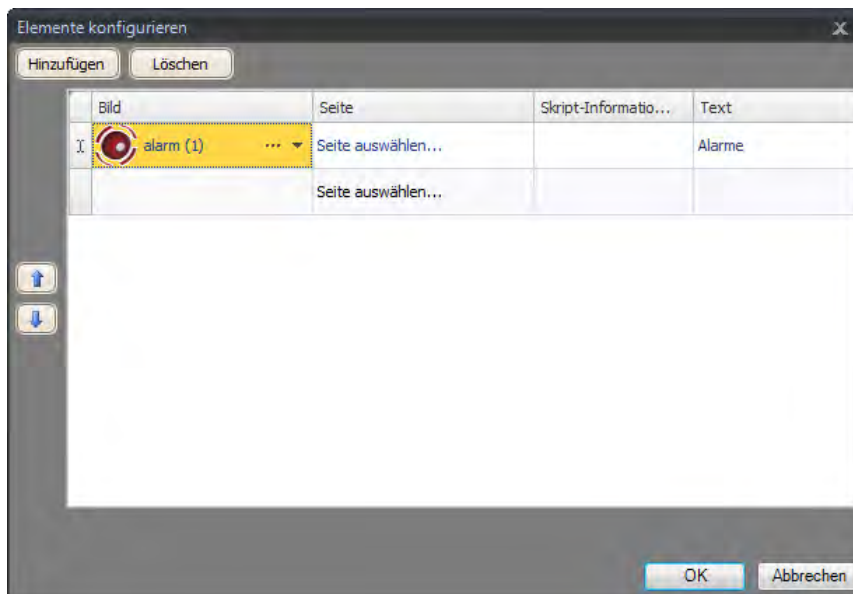 Elemente konfigurieren
Hinzufügen Löschen
Bild Seite Skript-Informatio... Text
alarm (1) ... Seite auswählen... Alarme
Seite auswählen...
OK Abbrechen